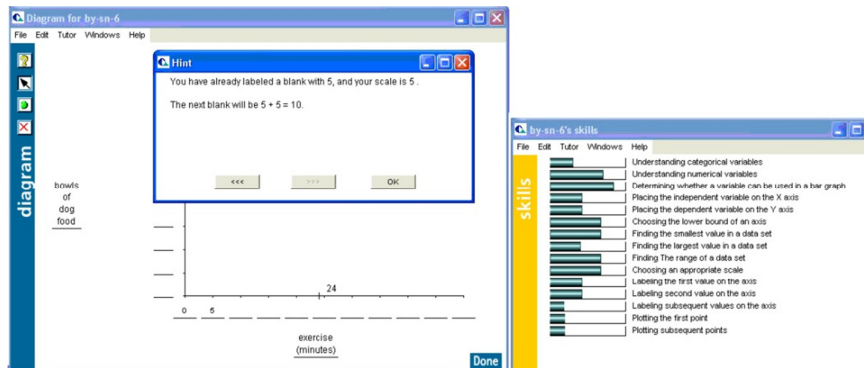 Diagram for by-sn-6
File Edit Tutor Windows Help
diagram
Hint
You have already labeled a blank with 5, and your scale is 5 .
The next blank will be 5 + 5 = 10.
<<< >>> OK
bowls
of
dog
food
24
0 5
exercise
(minutes)
Done
by-sn-6's skills
File Edit Tutor Windows Help
skills
Understanding categorical variables
Understanding numerical variables
Determining whether a variable can be used in a bar graph
Placing the independent variable on the X axis
Placing the dependent variable on the Y axis
Choosing the lower bound of an axis
Finding the smallest value in a data set
Finding the largest value in a data set
Finding The range of a data set
Choosing an appropriate scale
Labeling the first value on the axis
Labeling second value on the axis
Labeling subsequent values on the axis
Plotting the first point
Plotting subsequent points